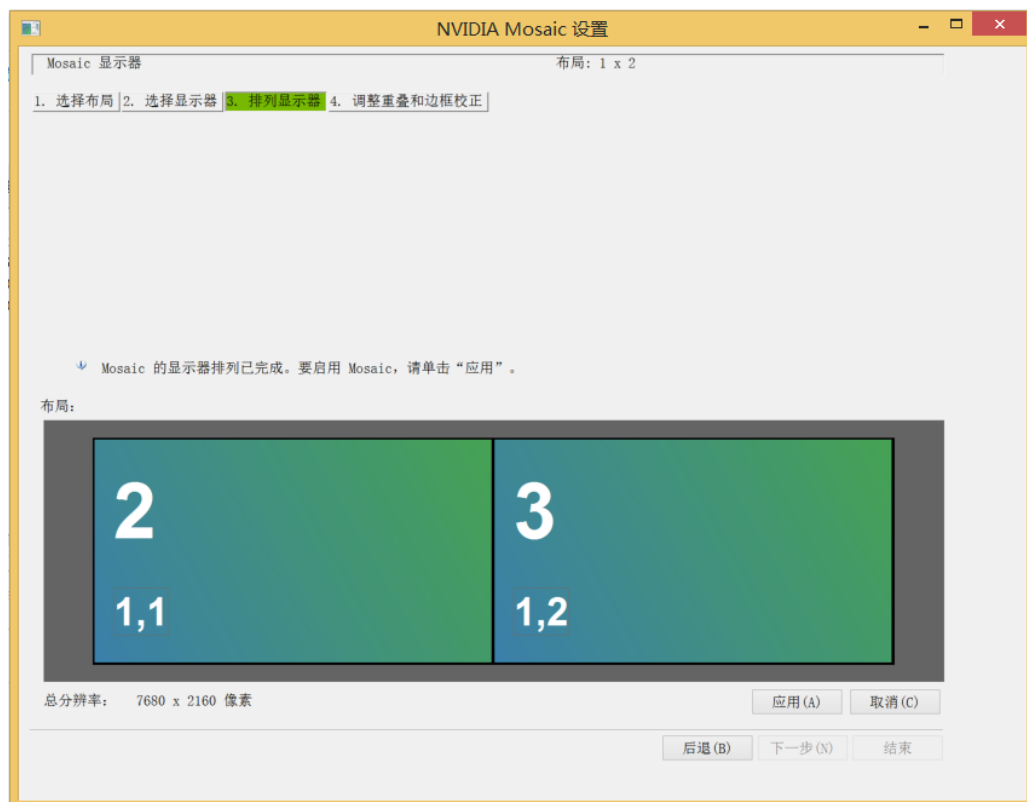 NVIDIA Mosaic 设置
Mosaic 显示器 布局: 1 x 2
1. 选择布局 2. 选择显示器 3. 排列显示器 4. 调整重叠和边框校正
Mosaic 的显示器排列已完成。要启用 Mosaic，请单击“应用”。
布局:
2 3
1,1 1,2
总分辨率: 7680 x 2160 像素 应用(A) 取消(C)
后退(B) 下一步(N) 结束